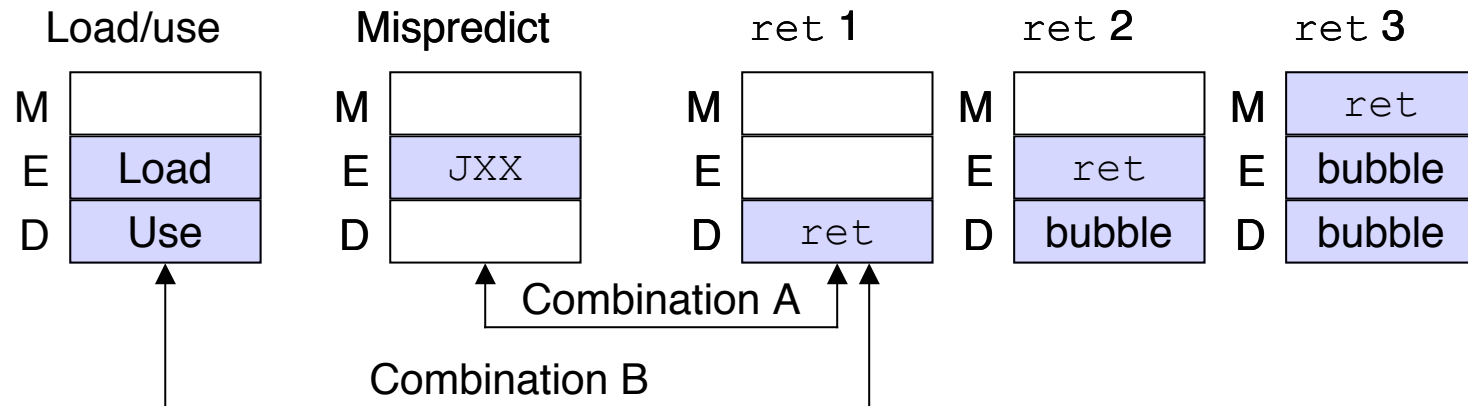 Load/use Mispredict ret 1 ret 2 ret 3
M M M M M ret
E Load E JXX E E ret E bubble
D Use D D ret D bubble D bubble
Combination A
Combination B